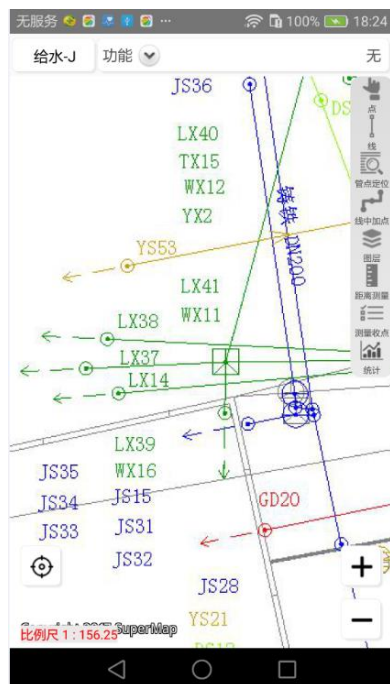 无服务 ... 100% 18:24
给水-J 功能 无
JS36
DS
点
LX40
线
TX15
WX12
管点定位
YX2
铸铁 DN200
线中加点
YS53
图层
LX41
距离测量
WX11
LX38
测量收点
LX37
统计
LX14
LX39
JS35 WX16
JS34 JS15
GD20
JS33 JS31
JS32
JS28
YS21
SuperMap
比例尺 1 : 156.25